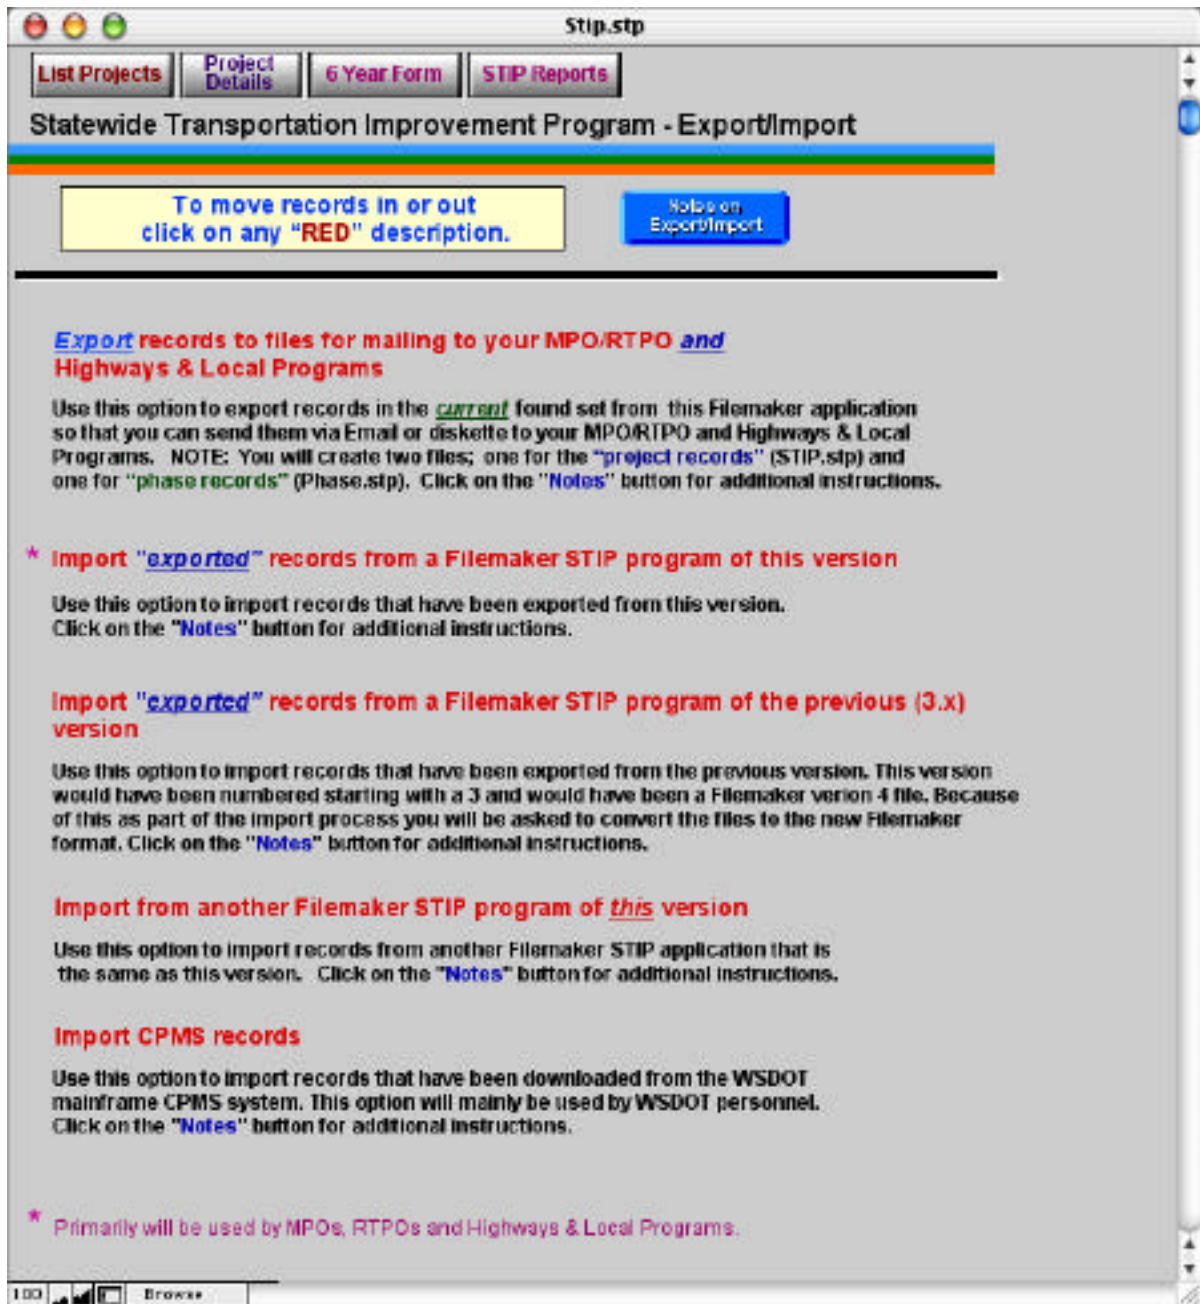 Stip.stp
List Projects
Project
Details
6 Year Form
STIP Reports
Statewide Transportation Improvement Program - Export/Import
To move records in or out
click on any "RED" description.
Notes on
Export/Import
Export records to files for mailing to your MPO/RTPO and
Highways & Local Programs
Use this option to export records in the current found set from this Filemaker application
so that you can send them via Email or diskette to your MPO/RTPO and Highways & Local
Programs. NOTE: You will create two files; one for the "project records" (STIP.stp) and
one for "phase records" (Phase.stp). Click on the "Notes" button for additional instructions.
* Import "exported" records from a Filemaker STIP program of this version
Use this option to import records that have been exported from this version.
Click on the "Notes" button for additional instructions.
Import "exported" records from a Filemaker STIP program of the previous (3.x)
version
Use this option to import records that have been exported from the previous version. This version
would have been numbered starting with a 3 and would have been a Filemaker verion 4 file. Because
of this as part of the import process you will be asked to convert the files to the new Filemaker
format. Click on the "Notes" button for additional instructions.
Import from another Filemaker STIP program of this version
Use this option to import records from another Filemaker STIP application that is
the same as this version. Click on the "Notes" button for additional instructions.
Import CPMS records
Use this option to import records that have been downloaded from the WSDOT
mainframe CPMS system. This option will mainly be used by WSDOT personnel.
Click on the "Notes" button for additional instructions.
* Primarily will be used by MPOs, RTPOs and Highways & Local Programs.
100 Browse